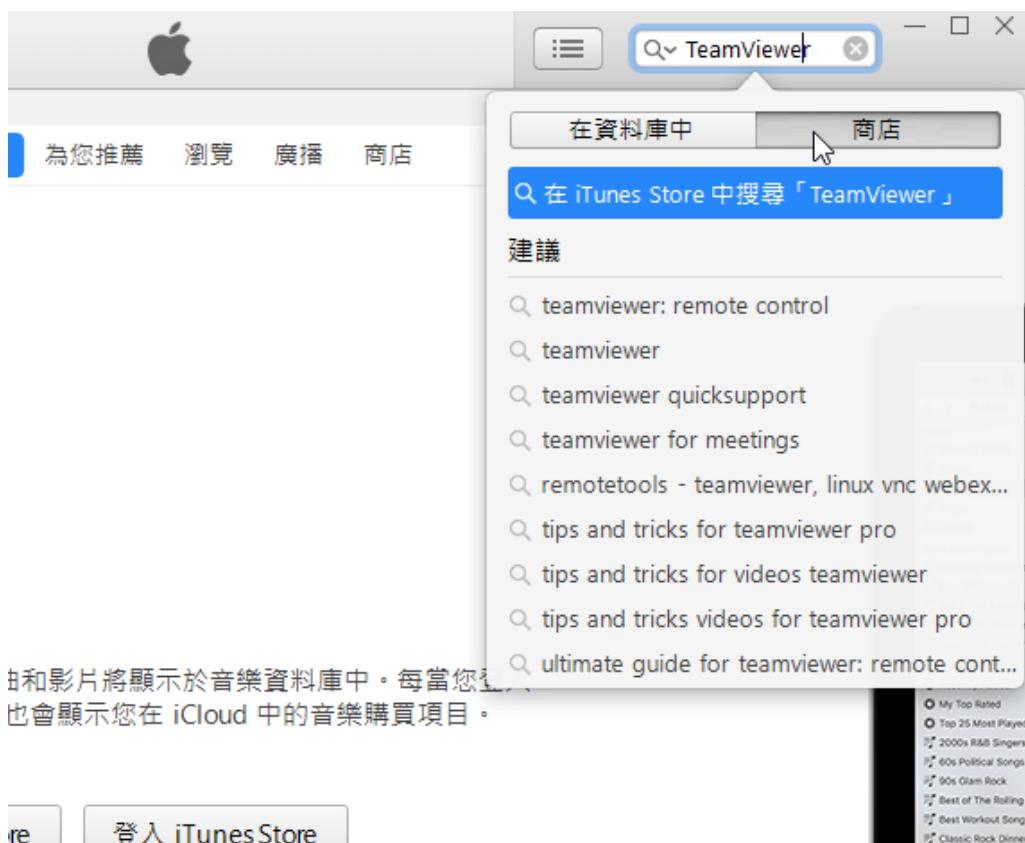 TeamViewer
在資料庫中
商店
為您推薦
瀏覽
廣播
商店
在 iTunes Store 中搜尋「TeamViewer」
建議
teamviewer: remote control
teamviewer
teamviewer quicksupport
teamviewer for meetings
remotetools - teamviewer, linux vnc webex...
tips and tricks for teamviewer pro
tips and tricks for videos teamviewer
tips and tricks videos for teamviewer pro
ultimate guide for teamviewer: remote cont...
和影片將顯示於音樂資料庫中。每當您登入
也會顯示您在 iCloud 中的音樂購買項目。
登入 iTunes Store
My Top Rated
Top 25 Most Played
2000s R&B Singers
60s Political Songs
90s Glam Rock
Best of The Rolling
Best Workout Song
Classic Rock Dinne